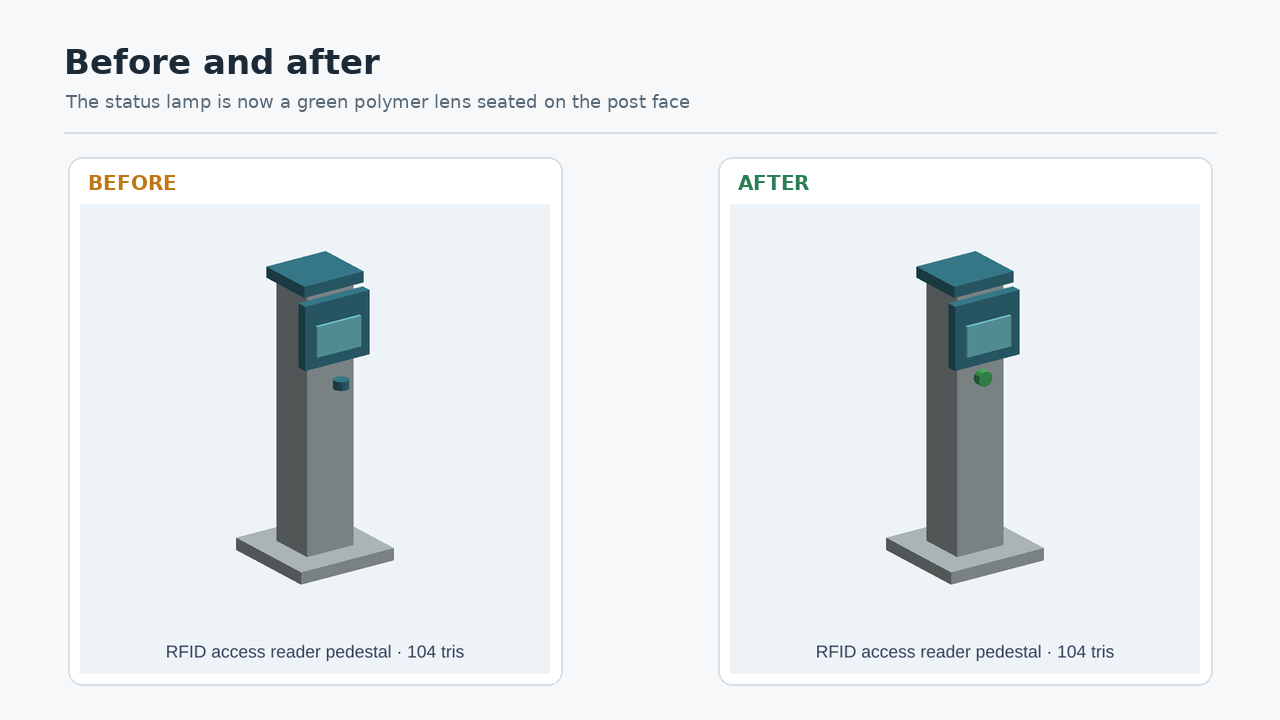 Before and after
The status lamp is now a green polymer lens seated on the post face
BEFORE
RFID access reader pedestal · 104 tris
AFTER
RFID access reader pedestal · 104 tris